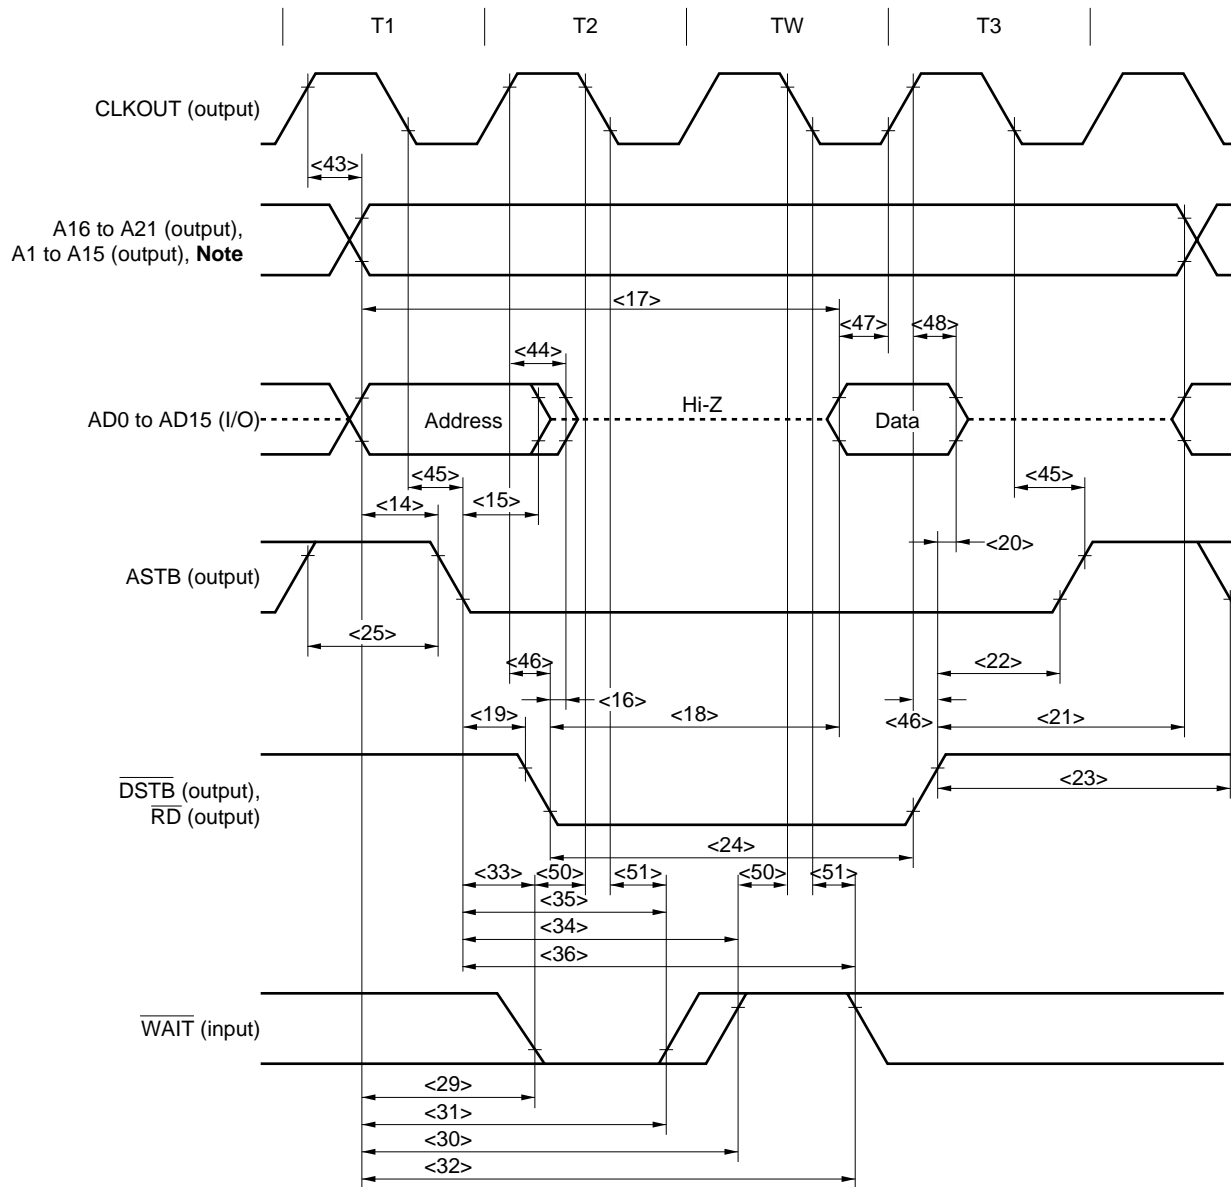 T1 T2 TW T3
CLKOUT (output)
<43>
A16 to A21 (output),
A1 to A15 (output), Note
<17>
<47> <48>
<44>
AD0 to AD15 (I/O) Address Hi-Z Data
<45> <45>
<14> <15>
<20>
ASTB (output)
<25> <22>
<46>
<16> <46>
<19> <18> <21>
DSTB (output),
RD (output)
<23>
<24>
<33> <50> <51> <50> <51>
<35>
<34>
<36>
WAIT (input)
<29>
<31>
<30>
<32>